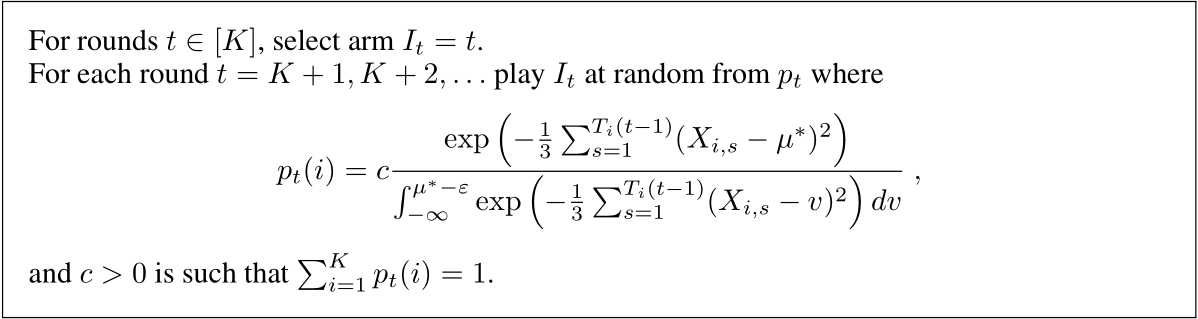 For rounds $t \in [K]$, select arm $I_t = t$.
For each round $t = K + 1, K + 2, \ldots$ play $I_t$ at random from $p_t$ where
$p_t(i) = c \frac{\exp\left(-\frac{1}{3} \sum_{s=1}^{T_i(t-1)} (X_{i,s} - \mu^*)^2\right)}{\int_{-\infty}^{\mu^* - \varepsilon} \exp\left(-\frac{1}{3} \sum_{s=1}^{T_i(t-1)} (X_{i,s} - v)^2\right) dv} \, ,$
and $c > 0$ is such that $\sum_{i=1}^{K} p_t(i) = 1$.